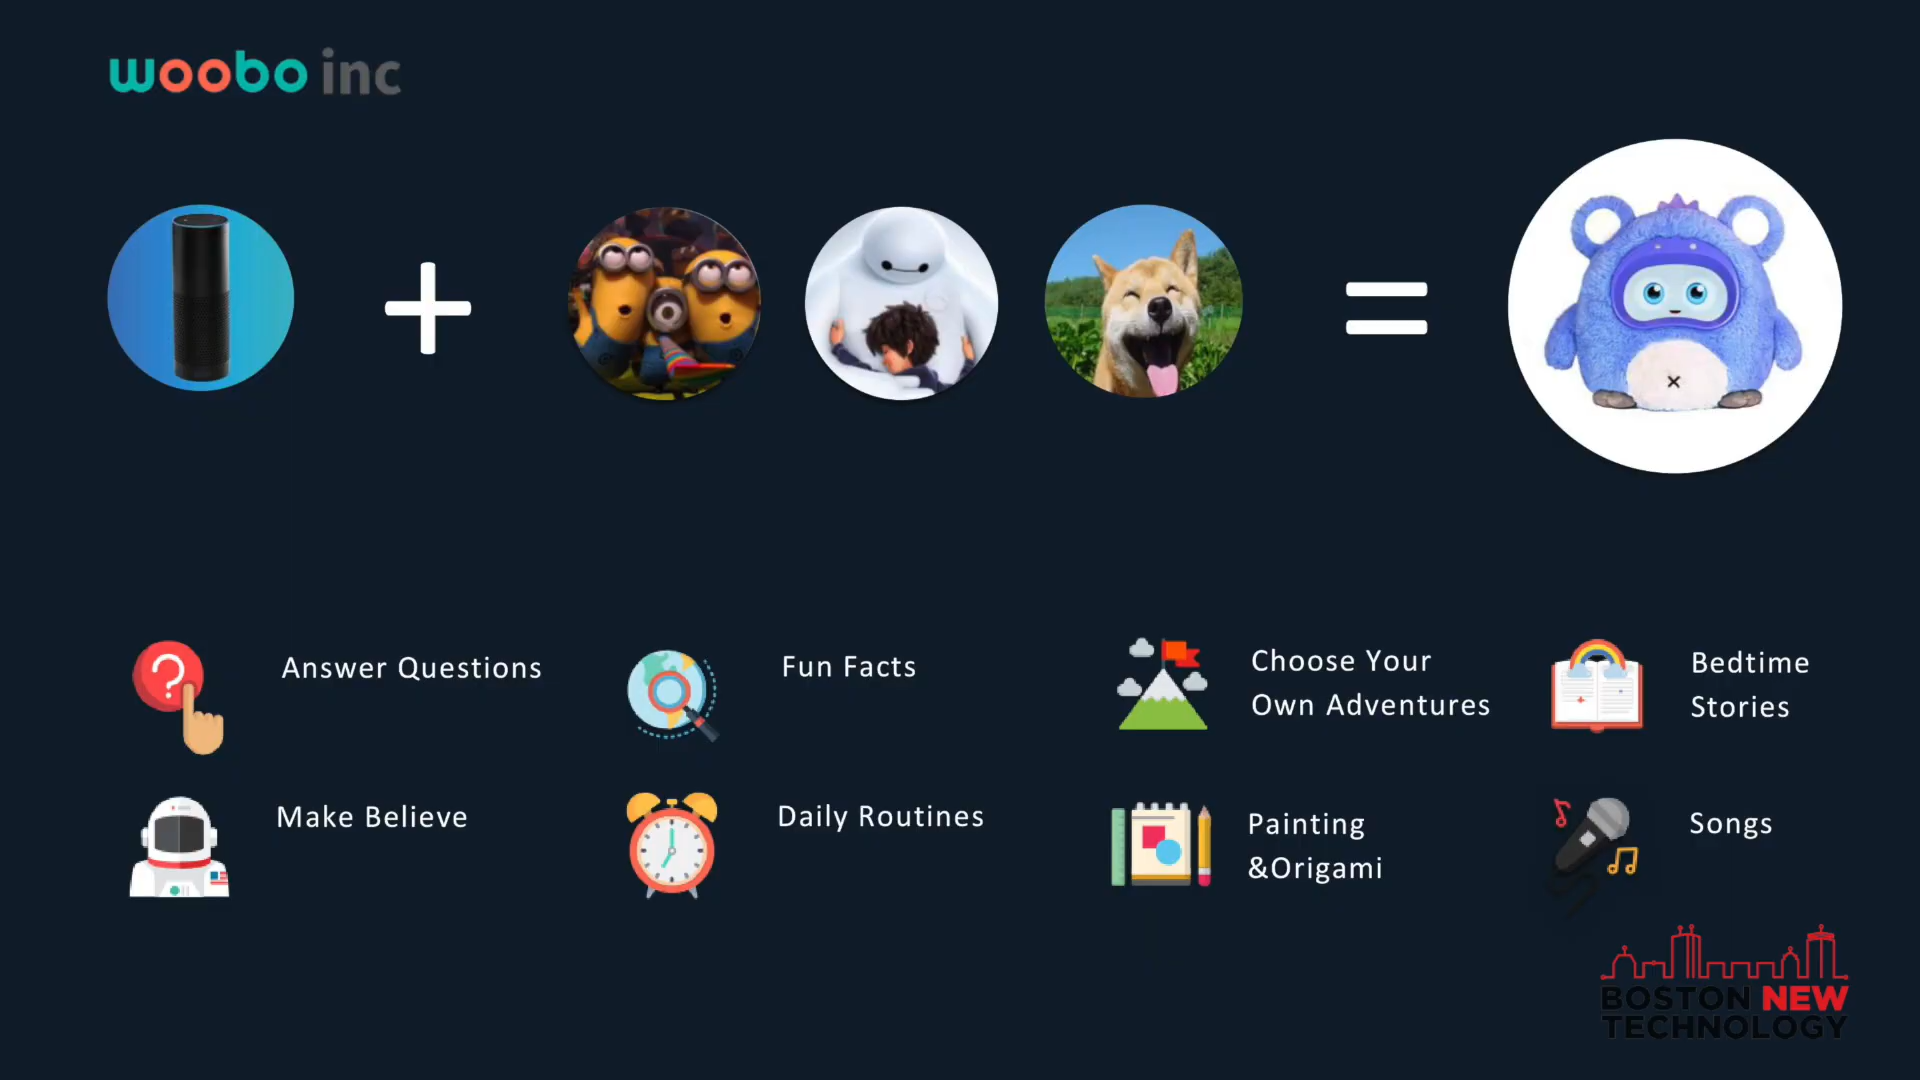 woobo inc
Answer Questions
Fun Facts
Choose Your
Own Adventures
Bedtime
Stories
Make Believe
Daily Routines
Painting
&Origami
Songs
BOSTON NEW
TECHNOLOGY